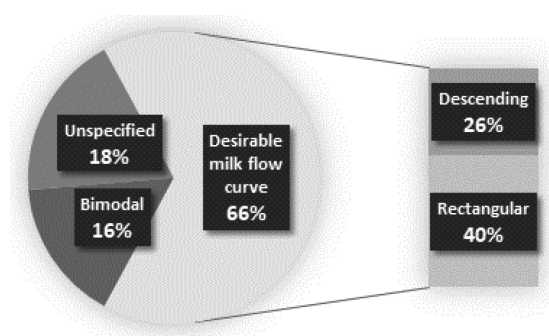 Unspecified
18%
Bimodal
16%
Desirable
milk flow
curve
66%
Descending
26%
Rectangular
40%